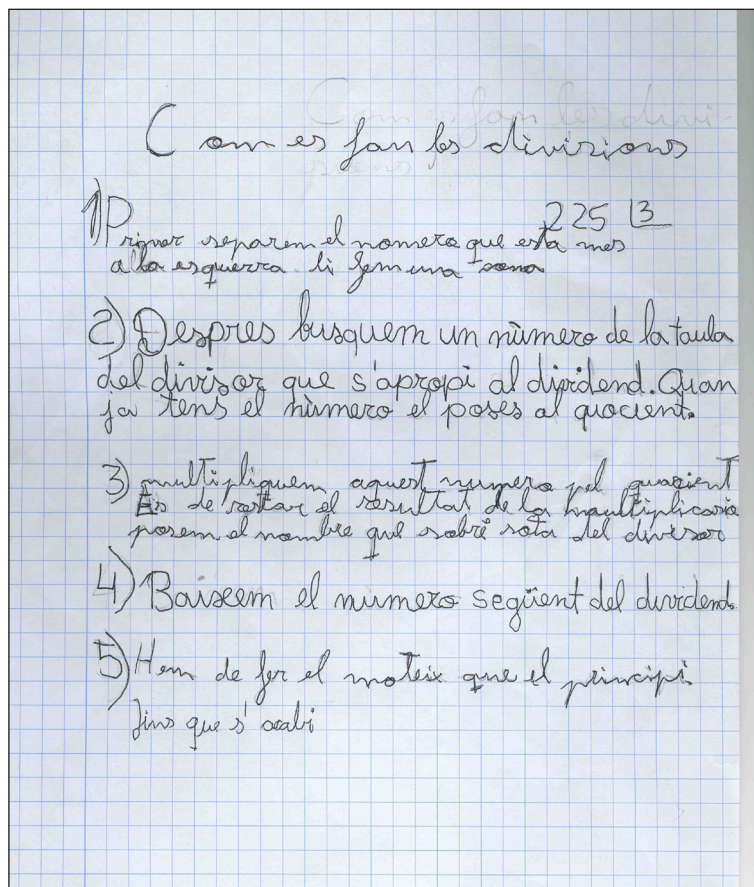 Com es fan les divisions
225 3
1) Primer separem el nomero que esta mes
a la esquerra li fem una
2) Despres busquem un número de la taula
del divisor que s'apropi al dividend. Quan
ja tens el número el poses al quocient.
3) multipliquem aquest numero pel quocient
Es de restar el resultat de la
posem el nombre que sobri sota del divisor
4) Baixem el número següent del dividend.
5) Hem de fer el mateix que el principi
fins que s'acabi